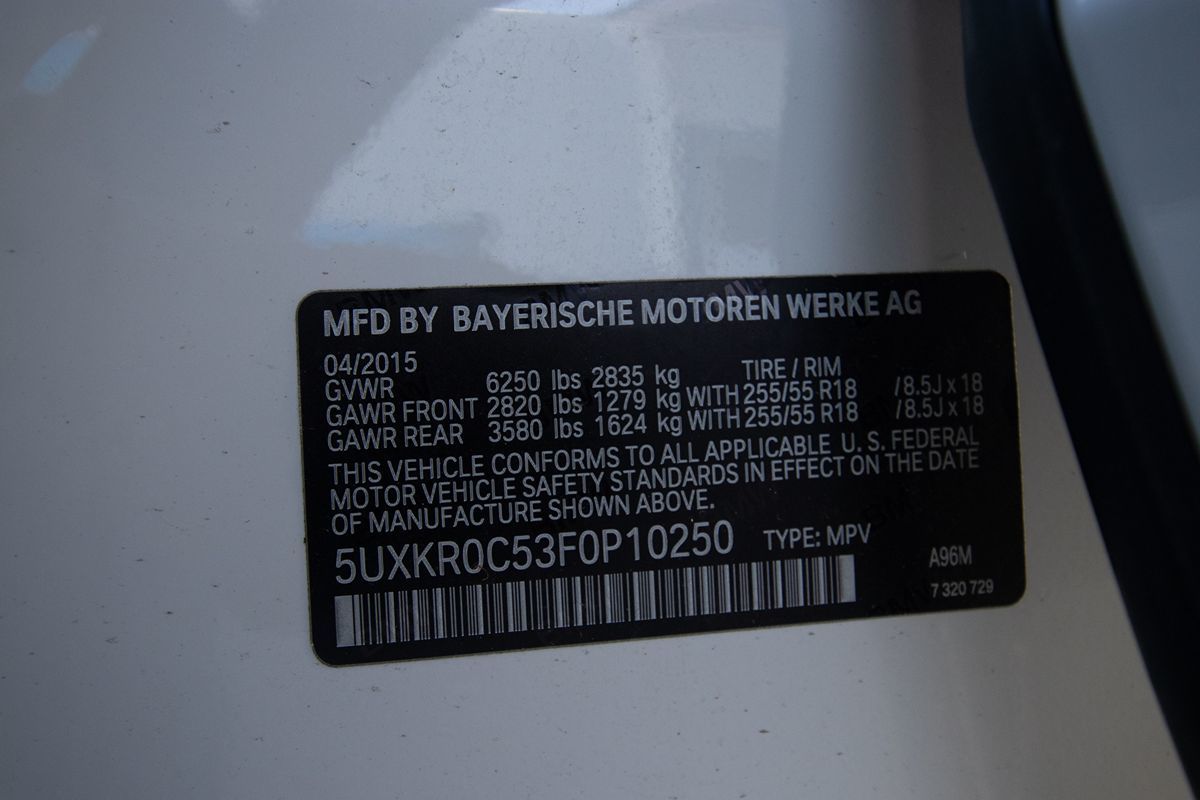 MFD BY BAYERISCHE MOTOREN WERKE AG
04/2015
TIRE / RIM
GVWR 6250 lbs 2835 kg
GAWR FRONT 2820 lbs 1279 kg WITH 255/55 R18 /8.5J x 18
GAWR REAR 3580 lbs 1624 kg WITH 255/55 R18 /8.5J x 18
THIS VEHICLE CONFORMS TO ALL APPLICABLE U. S. FEDERAL
MOTOR VEHICLE SAFETY STANDARDS IN EFFECT ON THE DATE
OF MANUFACTURE SHOWN ABOVE.
5UXKR0C53F0P10250 TYPE: MPV
A96M
7 320 729